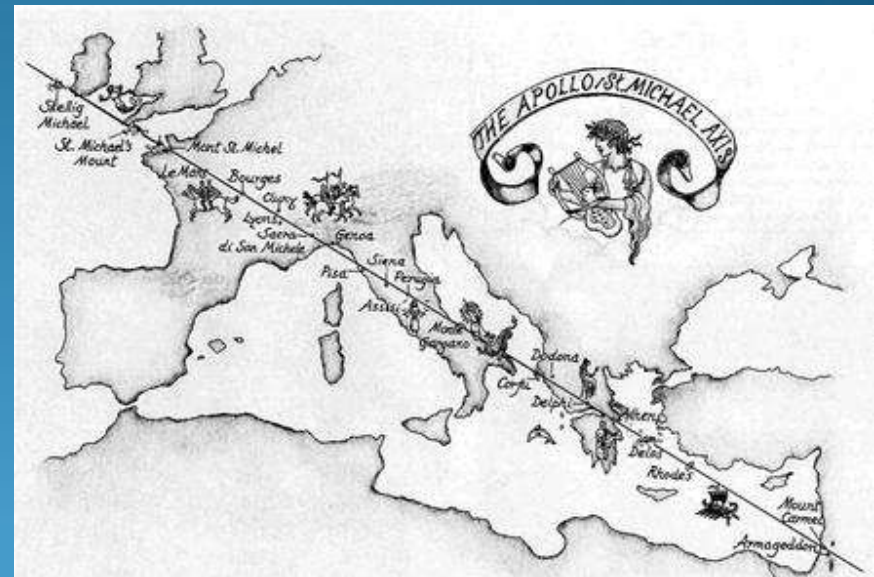 THE APOLLO/St. MICHAEL AXIS
Skellig
Michael
St. Michael's
Mount
Mont St. Michel
Le Mans
Bourges
Cluny
Lyons
Sacra
di San Michele
Genoa
Pisa
Siena
Perugia
Assisi
Monte
Gargano
Dodona
Corfu
Delphi
Athens
Delos
Rhodes
Mount
Carmel
Armageddon